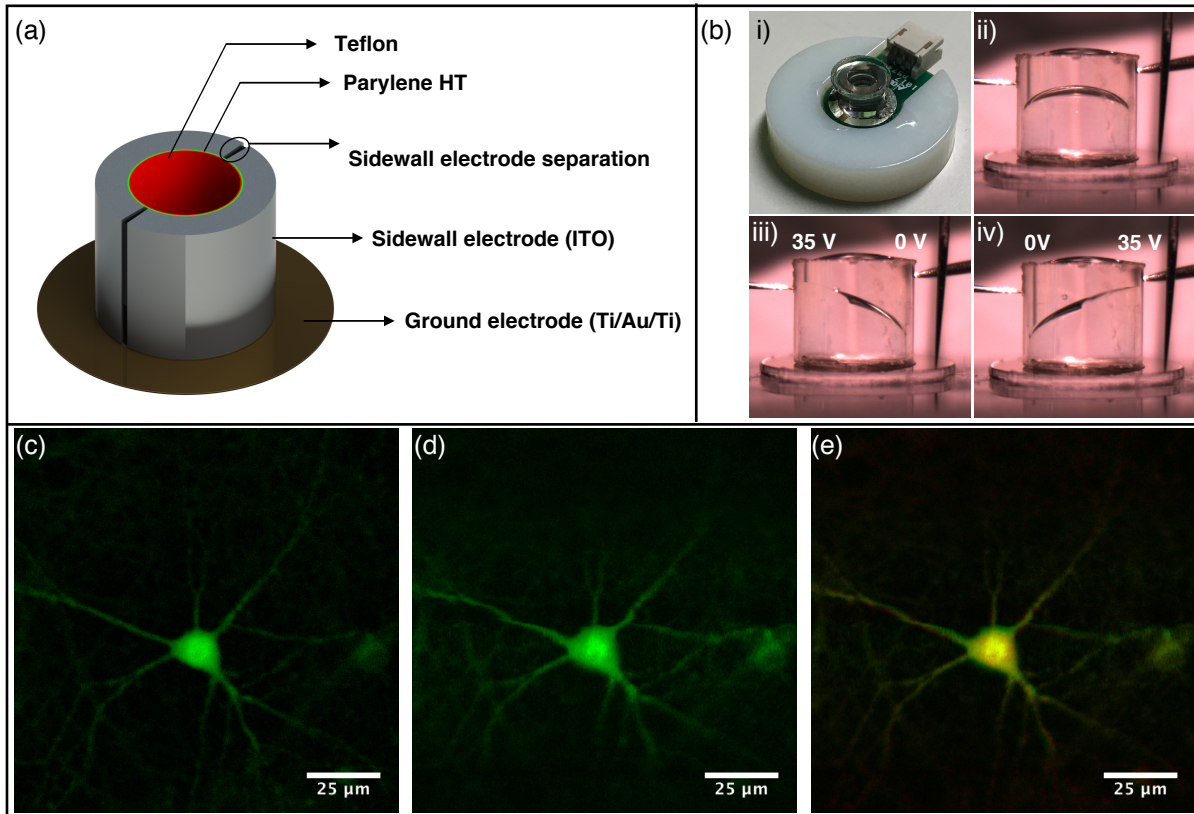 (a)
Teflon
Parylene HT
Sidewall electrode separation
Sidewall electrode (ITO)
Ground electrode (Ti/Au/Ti)
(b)
i)
ii)
iii)
35 V
0 V
iv)
0V
35 V
(c)
25 µm
(d)
25 µm
(e)
25 µm